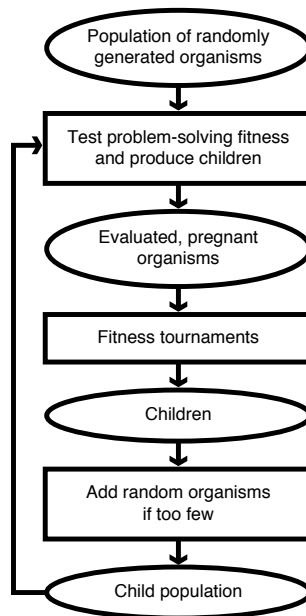 Population of randomly
generated organisms
Test problem-solving fitness
and produce children
Evaluated, pregnant
organisms
Fitness tournaments
Children
Add random organisms
if too few
Child population